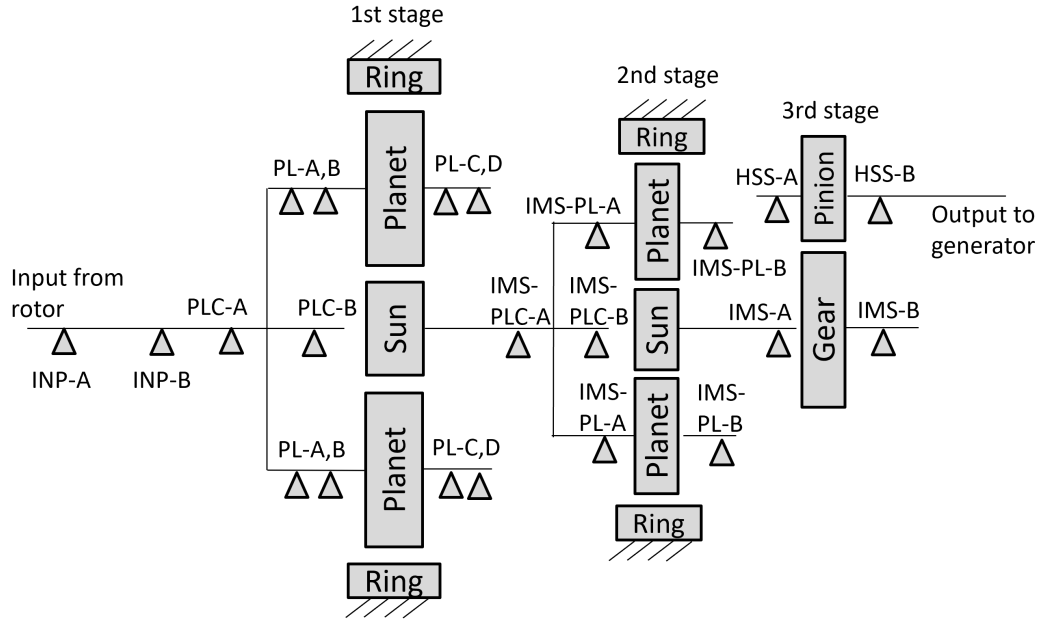 1st stage
Ring
2nd stage
Ring
3rd stage
PL-A,B
Planet
PL-C,D
IMS-PL-A
Planet
IMS-PL-B
HSS-A
Pinion
HSS-B
Output to
generator
Input from
rotor
INP-A
INP-B
PLC-A
PLC-B
Sun
IMS-
PLC-A
IMS-
PLC-B
Sun
IMS-A
Gear
IMS-B
PL-A,B
Planet
PL-C,D
IMS-
PL-A
Planet
IMS-
PL-B
Ring
Ring